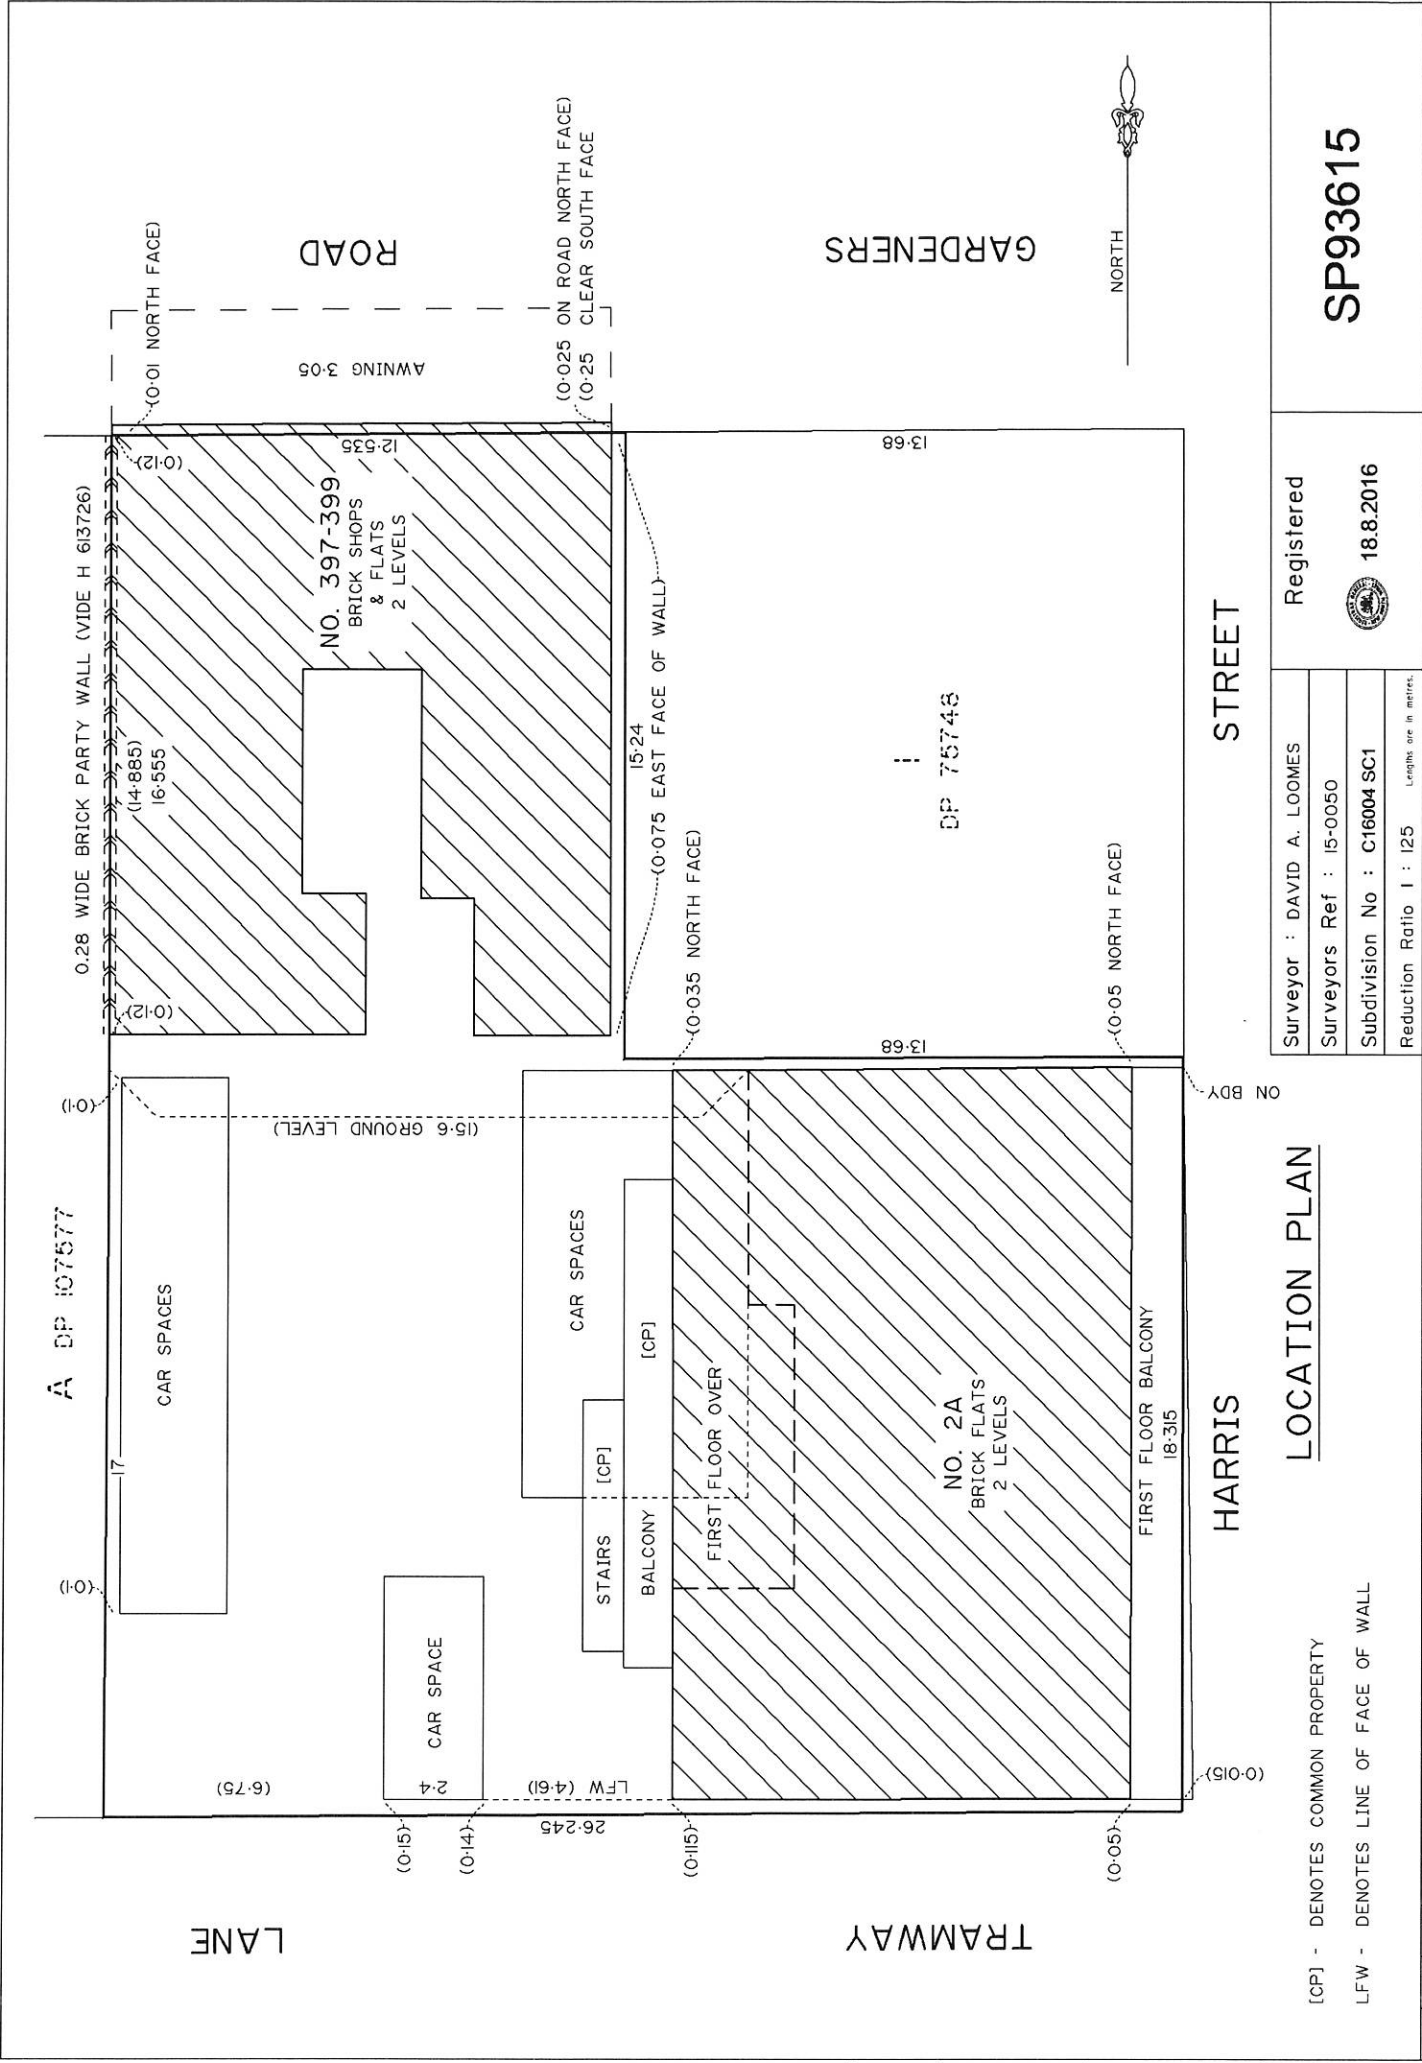 LANE
TRAMWAY
A DP 107577
0.28 WIDE BRICK PARTY WALL (VIDE H 613726)
(0·1)
17
(0·1)
(14·885)
16·555
(0·12)
(0·12)
(0·01 NORTH FACE)
CAR SPACES
(6·75)
(0·15)
2·4
(0·14)
CAR SPACE
LFW (4·61)
26·245
(0·115)
(0·05)
(15·6 GROUND LEVEL)
NO. 397-399
BRICK SHOPS
& FLATS
2 LEVELS
12·535
AWNING 3·05
ROAD
GARDENERS
(0·025 ON ROAD NORTH FACE)
(0·25 CLEAR SOUTH FACE
CAR SPACES
STAIRS [CP]
BALCONY [CP]
15·24
(0·075 EAST FACE OF WALL)
(0·035 NORTH FACE)
FIRST FLOOR OVER
13·68
13·68
DP 75748
NO. 2A
BRICK FLATS
2 LEVELS
(0·05 NORTH FACE)
NORTH
FIRST FLOOR BALCONY
18·315
(0·015)
ON BDY
HARRIS STREET
LOCATION PLAN
[CP] - DENOTES COMMON PROPERTY
LFW - DENOTES LINE OF FACE OF WALL
Surveyor : DAVID A. LOOMES
Surveyors Ref : 15-0050
Subdivision No : C16004 SC1
Reduction Ratio 1 : 125 Lengths are in metres.
Registered
18.8.2016
SP93615